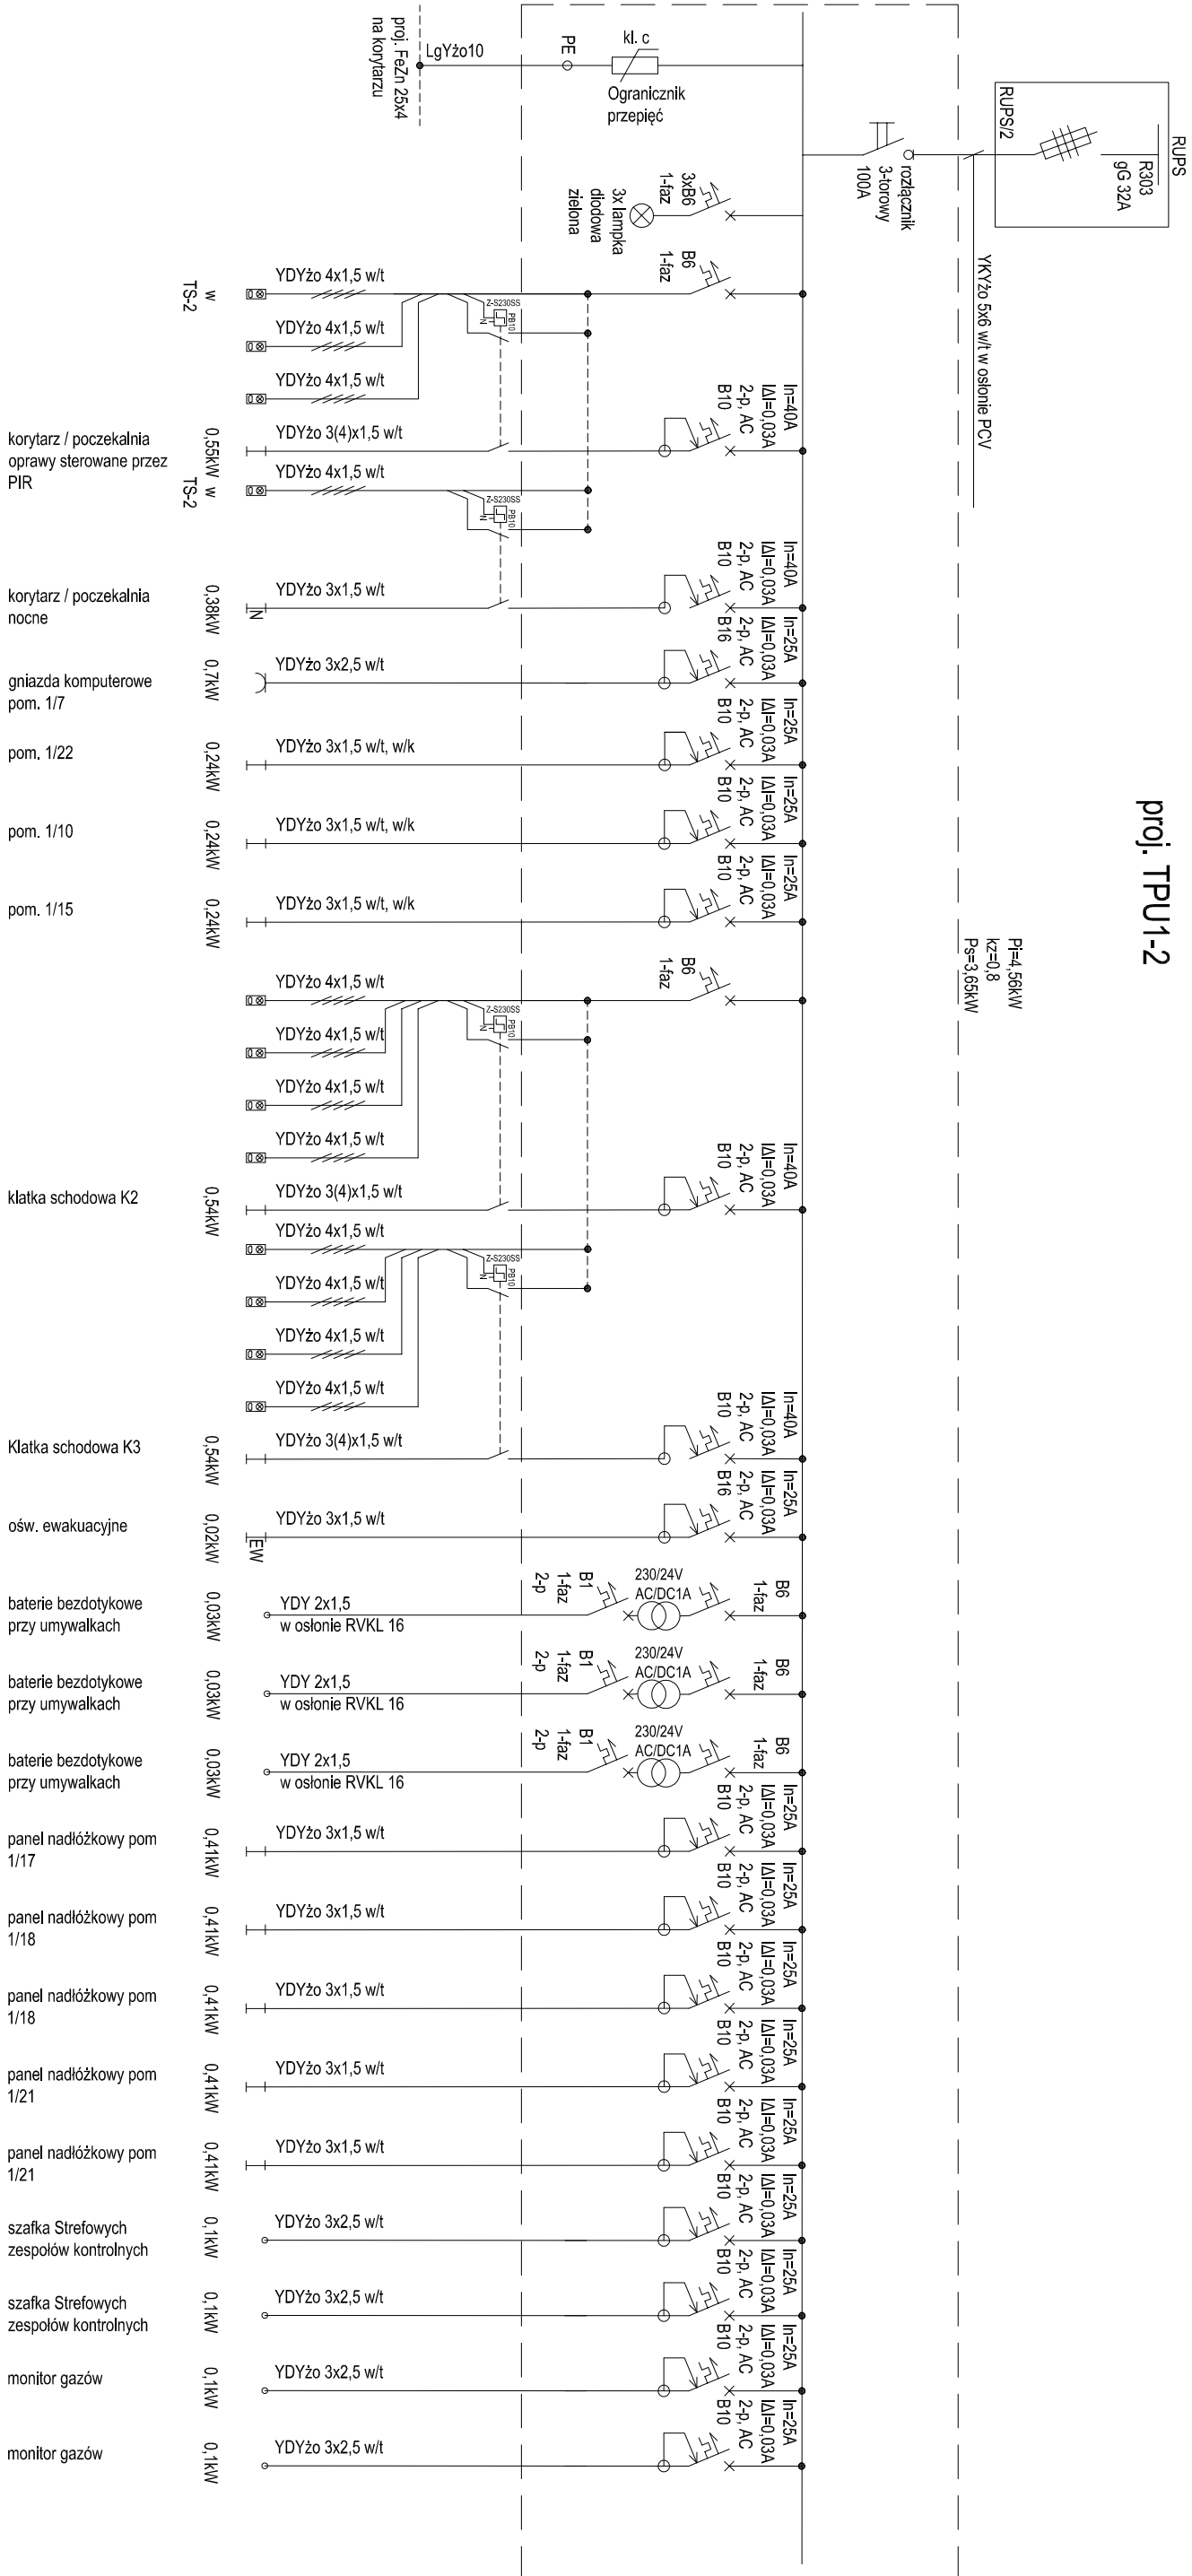 proj. TPU1-2
RUPS
R303
gG 32A
RUPS/2
YKYżo 5x6 w/t w osłonie PCV
Pi=4,56kW
kz=0,8
Ps=3,65kW
rozłącznik
3-torowy
100A
kl. c
Ogranicznik
przepięć
PE
LgYżo10
proj. FeZn 25x4
na korytarzu
3xB6
1-faz
3x lampka
diodowa
zielona
B6
1-faz
YDYżo 4x1,5 w/t
w
TS-2
Z-S230SS
PB10
N
YDYżo 4x1,5 w/t
YDYżo 4x1,5 w/t
In=40A
I∆I=0,03A
2-p, AC
B10
YDYżo 3(4)x1,5 w/t
0,55kW
korytarz / poczekalnia
oprawy sterowane przez
PIR
YDYżo 4x1,5 w/t
w
TS-2
Z-S230SS
PB10
N
In=40A
I∆I=0,03A
2-p, AC
B10
YDYżo 3x1,5 w/t
N
0,38kW
korytarz / poczekalnia
nocne
In=25A
I∆I=0,03A
2-p, AC
B16
YDYżo 3x2,5 w/t
0,7kW
gniazda komputerowe
pom. 1/7
In=25A
I∆I=0,03A
2-p, AC
B10
YDYżo 3x1,5 w/t, w/k
0,24kW
pom. 1/22
In=25A
I∆I=0,03A
2-p, AC
B10
YDYżo 3x1,5 w/t, w/k
0,24kW
pom. 1/10
In=25A
I∆I=0,03A
2-p, AC
B10
YDYżo 3x1,5 w/t, w/k
0,24kW
pom. 1/15
B6
1-faz
YDYżo 4x1,5 w/t
Z-S230SS
PB10
N
YDYżo 4x1,5 w/t
YDYżo 4x1,5 w/t
YDYżo 4x1,5 w/t
In=40A
I∆I=0,03A
2-p, AC
B10
YDYżo 3(4)x1,5 w/t
0,54kW
klatka schodowa K2
YDYżo 4x1,5 w/t
Z-S230SS
PB10
N
YDYżo 4x1,5 w/t
YDYżo 4x1,5 w/t
YDYżo 4x1,5 w/t
In=40A
I∆I=0,03A
2-p, AC
B10
YDYżo 3(4)x1,5 w/t
0,54kW
Klatka schodowa K3
In=25A
I∆I=0,03A
2-p, AC
B16
YDYżo 3x1,5 w/t
EW
0,02kW
ośw. ewakuacyjne
B6
1-faz
230/24V
AC/DC1A
B1
1-faz
2-p
YDY 2x1,5
w osłonie RVKL 16
0,03kW
baterie bezdotykowe
przy umywalkach
B6
1-faz
230/24V
AC/DC1A
B1
1-faz
2-p
YDY 2x1,5
w osłonie RVKL 16
0,03kW
baterie bezdotykowe
przy umywalkach
B6
1-faz
230/24V
AC/DC1A
B1
1-faz
2-p
YDY 2x1,5
w osłonie RVKL 16
0,03kW
baterie bezdotykowe
przy umywalkach
In=25A
I∆I=0,03A
2-p, AC
B10
YDYżo 3x1,5 w/t
0,41kW
panel nadłóżkowy pom
1/17
In=25A
I∆I=0,03A
2-p, AC
B10
YDYżo 3x1,5 w/t
0,41kW
panel nadłóżkowy pom
1/18
In=25A
I∆I=0,03A
2-p, AC
B10
YDYżo 3x1,5 w/t
0,41kW
panel nadłóżkowy pom
1/18
In=25A
I∆I=0,03A
2-p, AC
B10
YDYżo 3x1,5 w/t
0,41kW
panel nadłóżkowy pom
1/21
In=25A
I∆I=0,03A
2-p, AC
B10
YDYżo 3x1,5 w/t
0,41kW
panel nadłóżkowy pom
1/21
In=25A
I∆I=0,03A
2-p, AC
B10
YDYżo 3x2,5 w/t
0,1kW
szafka Strefowych
zespołów kontrolnych
In=25A
I∆I=0,03A
2-p, AC
B10
YDYżo 3x2,5 w/t
0,1kW
szafka Strefowych
zespołów kontrolnych
In=25A
I∆I=0,03A
2-p, AC
B10
YDYżo 3x2,5 w/t
0,1kW
monitor gazów
In=25A
I∆I=0,03A
2-p, AC
B10
YDYżo 3x2,5 w/t
0,1kW
monitor gazów